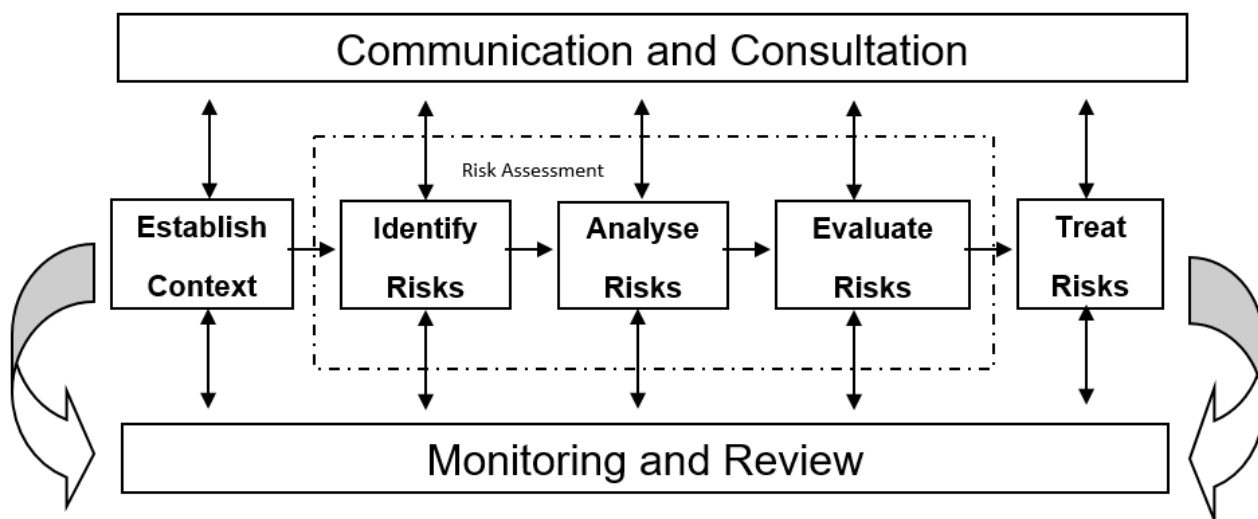 Communication and Consultation
Risk Assessment
Establish
Context
Identify
Risks
Analyse
Risks
Evaluate
Risks
Treat
Risks
Monitoring and Review